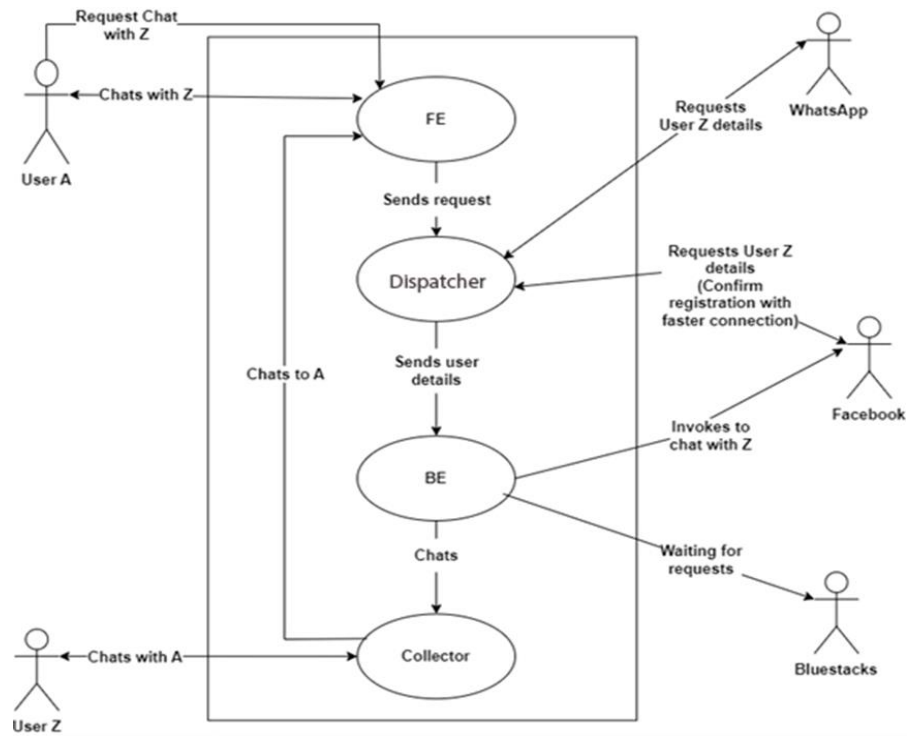 Request Chat
with Z
Chats with Z
User A
FE
Requests
User Z details
WhatsApp
Sends request
Dispatcher
Requests User Z
details
(Confirm
registration with
faster connection)
Facebook
Sends user
details
Chats to A
Invokes to
chat with Z
BE
Chats
Waiting for
requests
Bluestacks
Chats with A
Collector
User Z